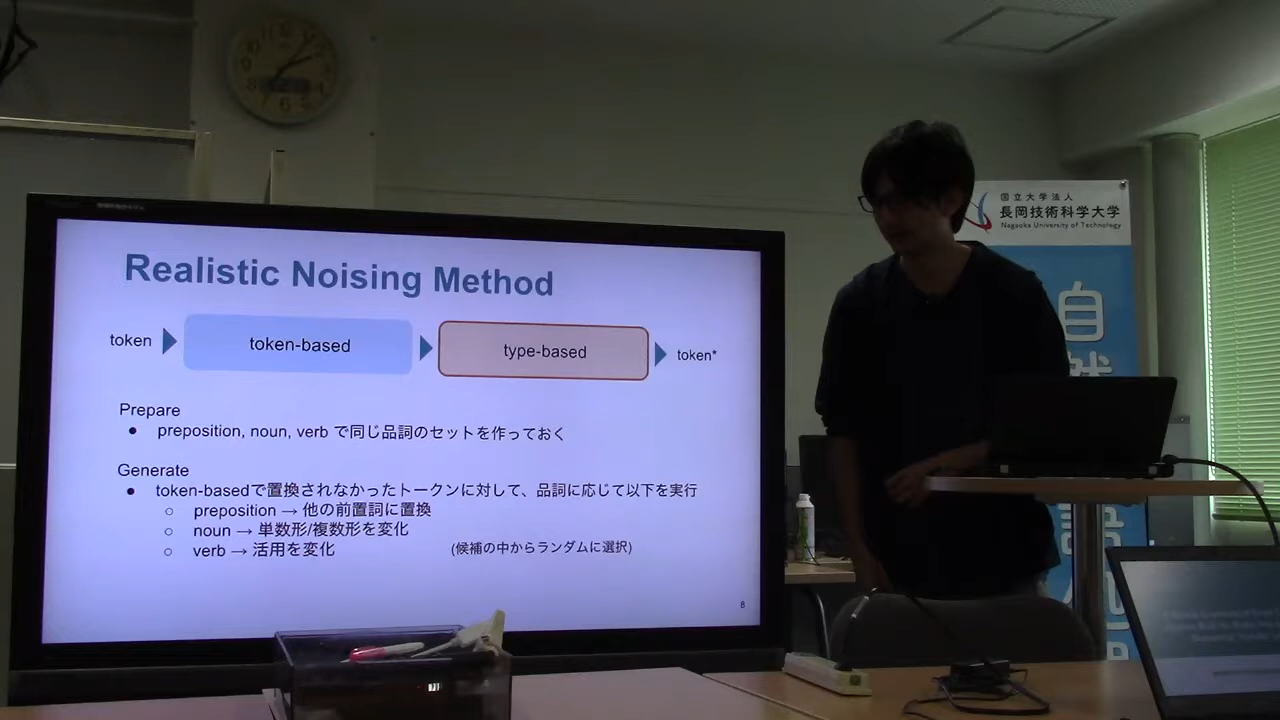 Realistic Noising Method
token
token-based
type-based
token*
Prepare
● preposition, noun, verb で同じ品詞のセットを作っておく
Generate
● token-basedで置換されなかったトークンに対して、品詞に応じて以下を実行
○ preposition → 他の前置詞に置換
○ noun → 単数形/複数形を変化
○ verb → 活用を変化 (候補の中からランダムに選択)
8
国立大学法人
長岡技術科学大学
Nagaoka University of Technology
自
然